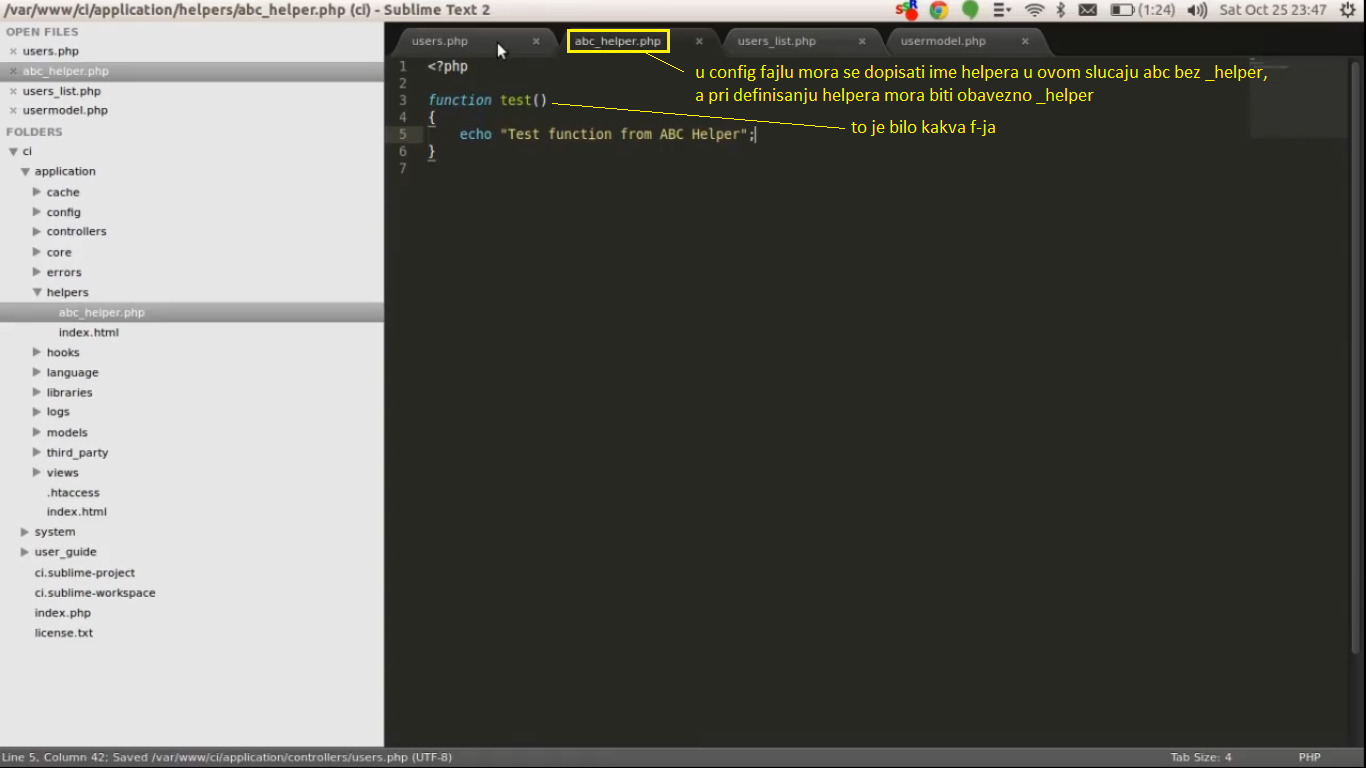 /var/www/ci/application/helpers/abc_helper.php (ci) - Sublime Text 2
(1:24)
Sat Oct 25 23:47
OPEN FILES
users.php
abc_helper.php
users_list.php
usermodel.php
FOLDERS
ci
application
cache
config
controllers
core
errors
helpers
abc_helper.php
index.html
hooks
language
libraries
logs
models
third_party
views
.htaccess
index.html
system
user_guide
ci.sublime-project
ci.sublime-workspace
index.php
license.txt
users.php
abc_helper.php
users_list.php
usermodel.php
1 <?php
2
3 function test()
4 {
5 echo "Test function from ABC Helper";
6 }
7
u config fajlu mora se dopisati ime helpera u ovom slucaju abc bez _helper,
a pri definisanju helpera mora biti obavezno _helper
to je bilo kakva f-ja
Line 5, Column 42; Saved /var/www/ci/application/controllers/users.php (UTF-8)
Tab Size: 4
PHP